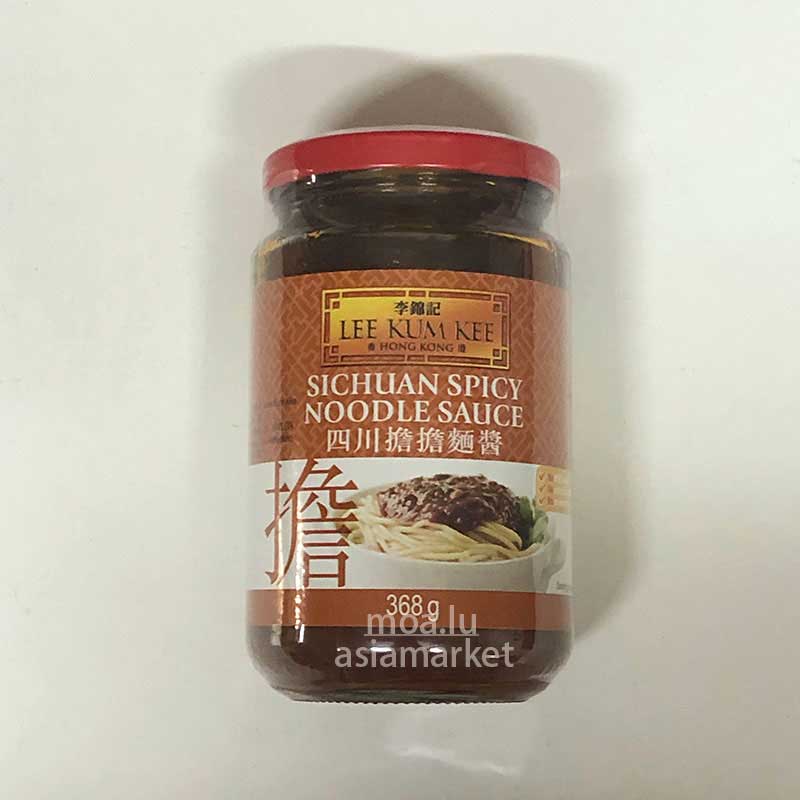 李錦記
LEE KUM KEE
香 HONG KONG 港
SICHUAN SPICY
NOODLE SAUCE
四川擔擔麵醬
擔
368 g
moa.lu
asiamarket